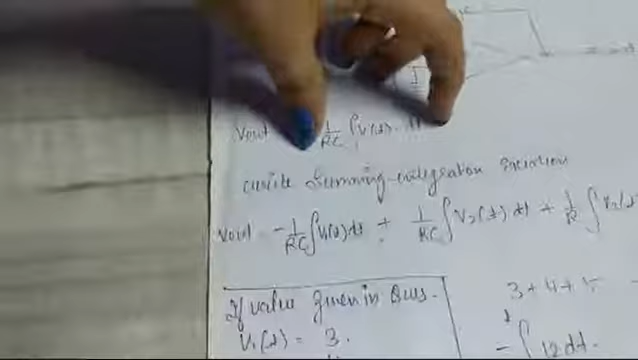 Vout 1/RC ∫V1(t).
write Summing integration equation
Vout -1/RC ∫V1(t) dt + 1/RC ∫V2(t) dt + 1/R ∫V3(t
If value given in Ques.
3+4+5
V1(t) = 3.
- ∫ 12 dt.